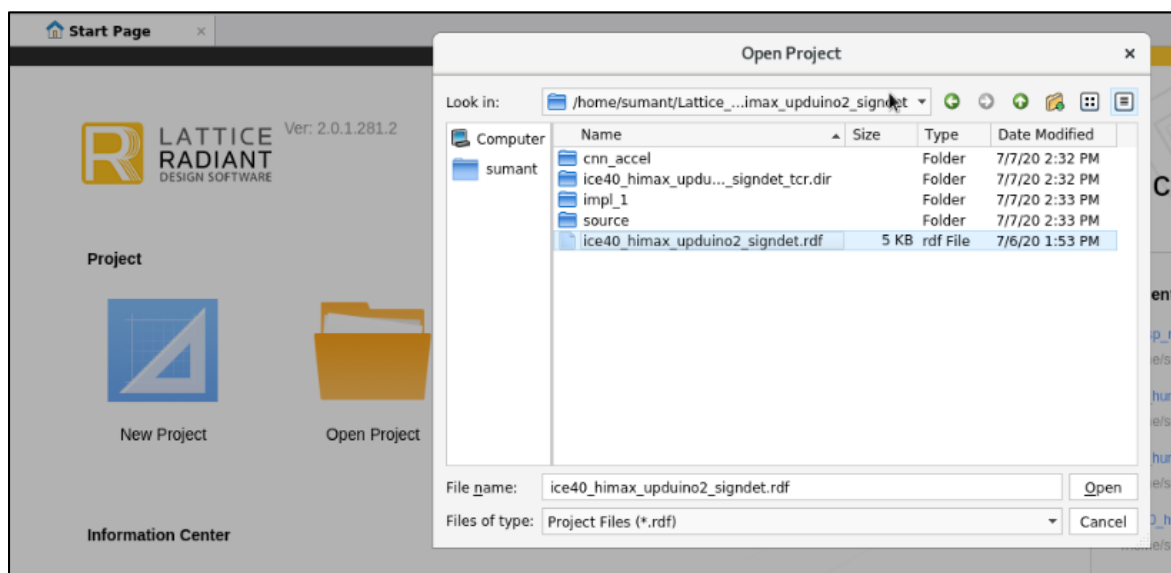 Start Page
Open Project
Look in: /home/sumant/Lattice_...imax_upduino2_signdet
LATTICE
RADIANT
DESIGN SOFTWARE
Ver: 2.0.1.281.2
Computer
sumant
Name Size Type Date Modified
cnn_accel Folder 7/7/20 2:32 PM
ice40_himax_updu..._signdet_tcr.dir Folder 7/7/20 2:32 PM
impl_1 Folder 7/7/20 2:33 PM
source Folder 7/7/20 2:33 PM
ice40_himax_upduino2_signdet.rdf 5 KB rdf File 7/6/20 1:53 PM
Project
New Project
Open Project
File name: ice40_himax_upduino2_signdet.rdf Open
Files of type: Project Files (*.rdf) Cancel
Information Center